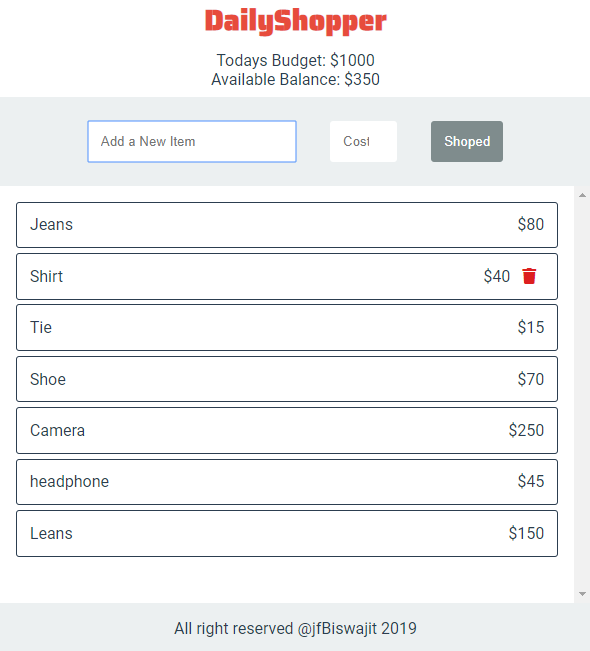 DailyShopper
Todays Budget: $1000
Available Balance: $350
Add a New Item Cost Shoped
Jeans $80
Shirt $40
Tie $15
Shoe $70
Camera $250
headphone $45
Leans $150
All right reserved @jfBiswajit 2019